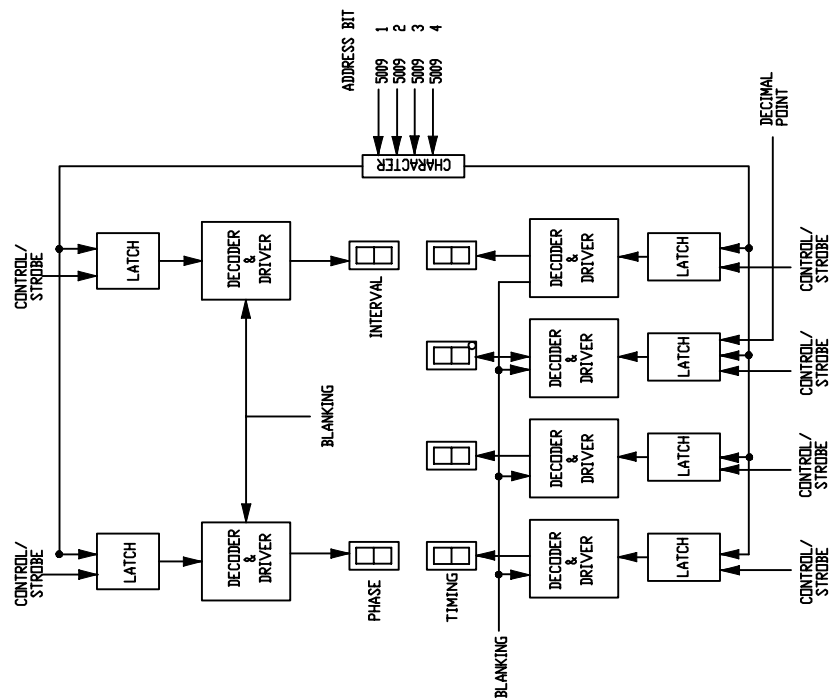 CONTROL/
STROBE
CONTROL/
STROBE
LATCH
LATCH
DECODER
&
DRIVER
DECODER
&
DRIVER
BLANKING
PHASE
INTERVAL
ADDRESS BIT
5009 1
5009 2
5009 3
5009 4
CHARACTER
TIMING
BLANKING
DECODER
&
DRIVER
DECODER
&
DRIVER
DECODER
&
DRIVER
DECODER
&
DRIVER
LATCH
LATCH
LATCH
LATCH
DECIMAL
POINT
CONTROL/
STROBE
CONTROL/
STROBE
CONTROL/
STROBE
CONTROL/
STROBE